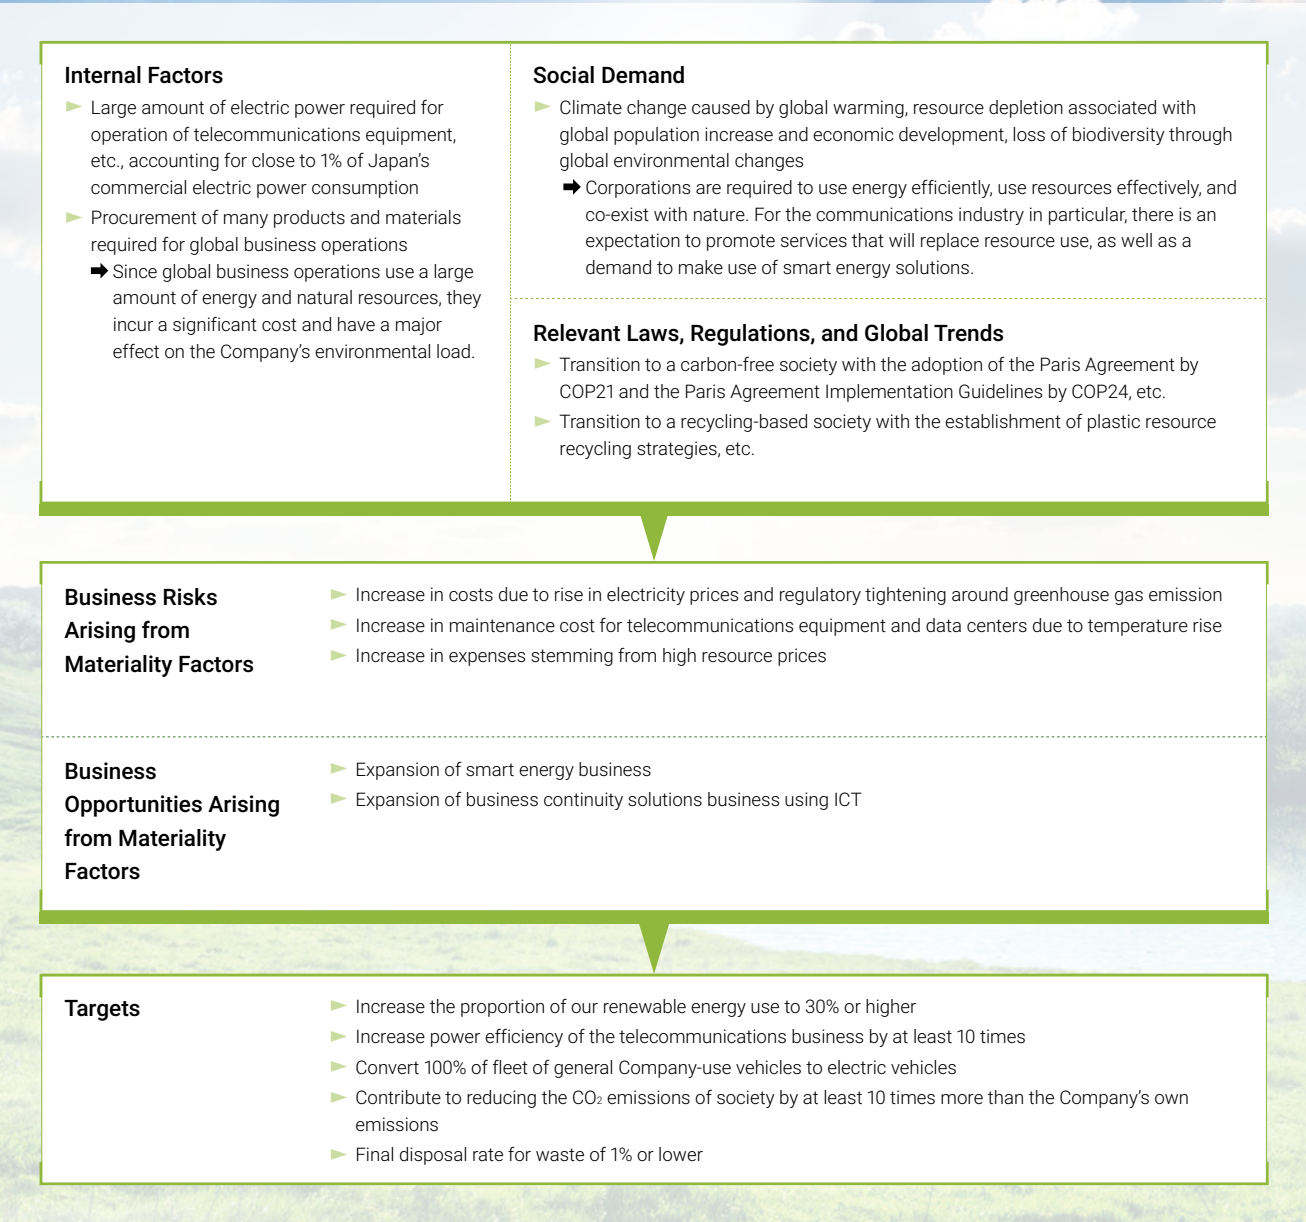 Internal Factors
► Large amount of electric power required for
operation of telecommunications equipment,
etc., accounting for close to 1% of Japan's
commercial electric power consumption
► Procurement of many products and materials
required for global business operations
➡ Since global business operations use a large
amount of energy and natural resources, they
incur a significant cost and have a major
effect on the Company's environmental load.
Social Demand
► Climate change caused by global warming, resource depletion associated with
global population increase and economic development, loss of biodiversity through
global environmental changes
➡ Corporations are required to use energy efficiently, use resources effectively, and
co-exist with nature. For the communications industry in particular, there is an
expectation to promote services that will replace resource use, as well as a
demand to make use of smart energy solutions.
Relevant Laws, Regulations, and Global Trends
► Transition to a carbon-free society with the adoption of the Paris Agreement by
COP21 and the Paris Agreement Implementation Guidelines by COP24, etc.
► Transition to a recycling-based society with the establishment of plastic resource
recycling strategies, etc.
Business Risks
Arising from
Materiality Factors
► Increase in costs due to rise in electricity prices and regulatory tightening around greenhouse gas emission
► Increase in maintenance cost for telecommunications equipment and data centers due to temperature rise
► Increase in expenses stemming from high resource prices
Business
Opportunities Arising
from Materiality
Factors
► Expansion of smart energy business
► Expansion of business continuity solutions business using ICT
Targets
► Increase the proportion of our renewable energy use to 30% or higher
► Increase power efficiency of the telecommunications business by at least 10 times
► Convert 100% of fleet of general Company-use vehicles to electric vehicles
► Contribute to reducing the CO₂ emissions of society by at least 10 times more than the Company's own
emissions
► Final disposal rate for waste of 1% or lower